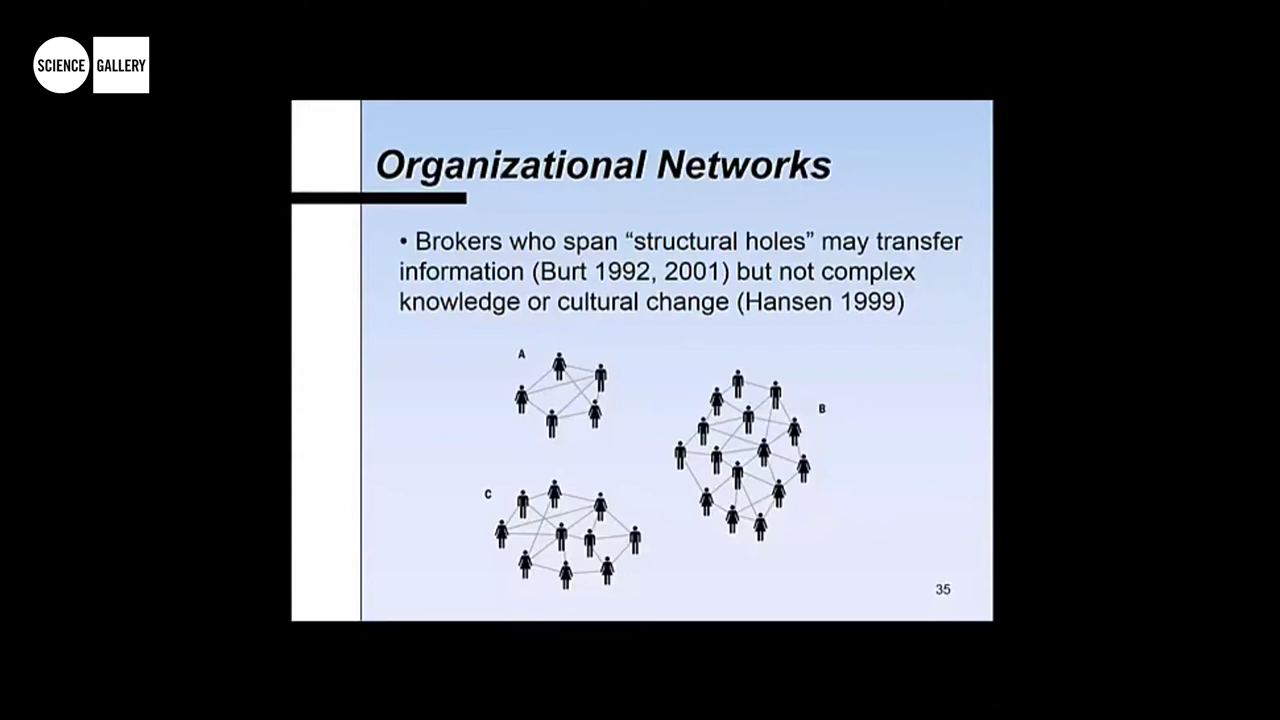 SCIENCE GALLERY
Organizational Networks
• Brokers who span “structural holes” may transfer
information (Burt 1992, 2001) but not complex
knowledge or cultural change (Hansen 1999)
A
B
C
35